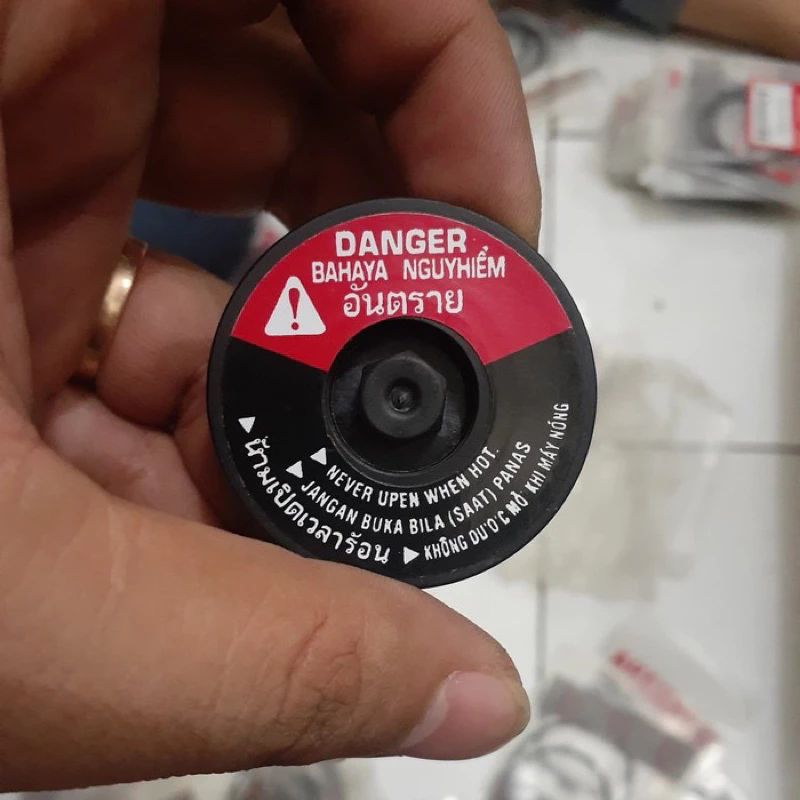 DANGER
BAHAYA NGUYHIỂM
อันตราย
NEVER UPEN WHEN HOT.
JANGAN BUKA BILA (SAAT) PANAS
ห้ามเปิดเวลาร้อน
KHÔNG DU'O'C MỞ KHI MÁY NÓNG